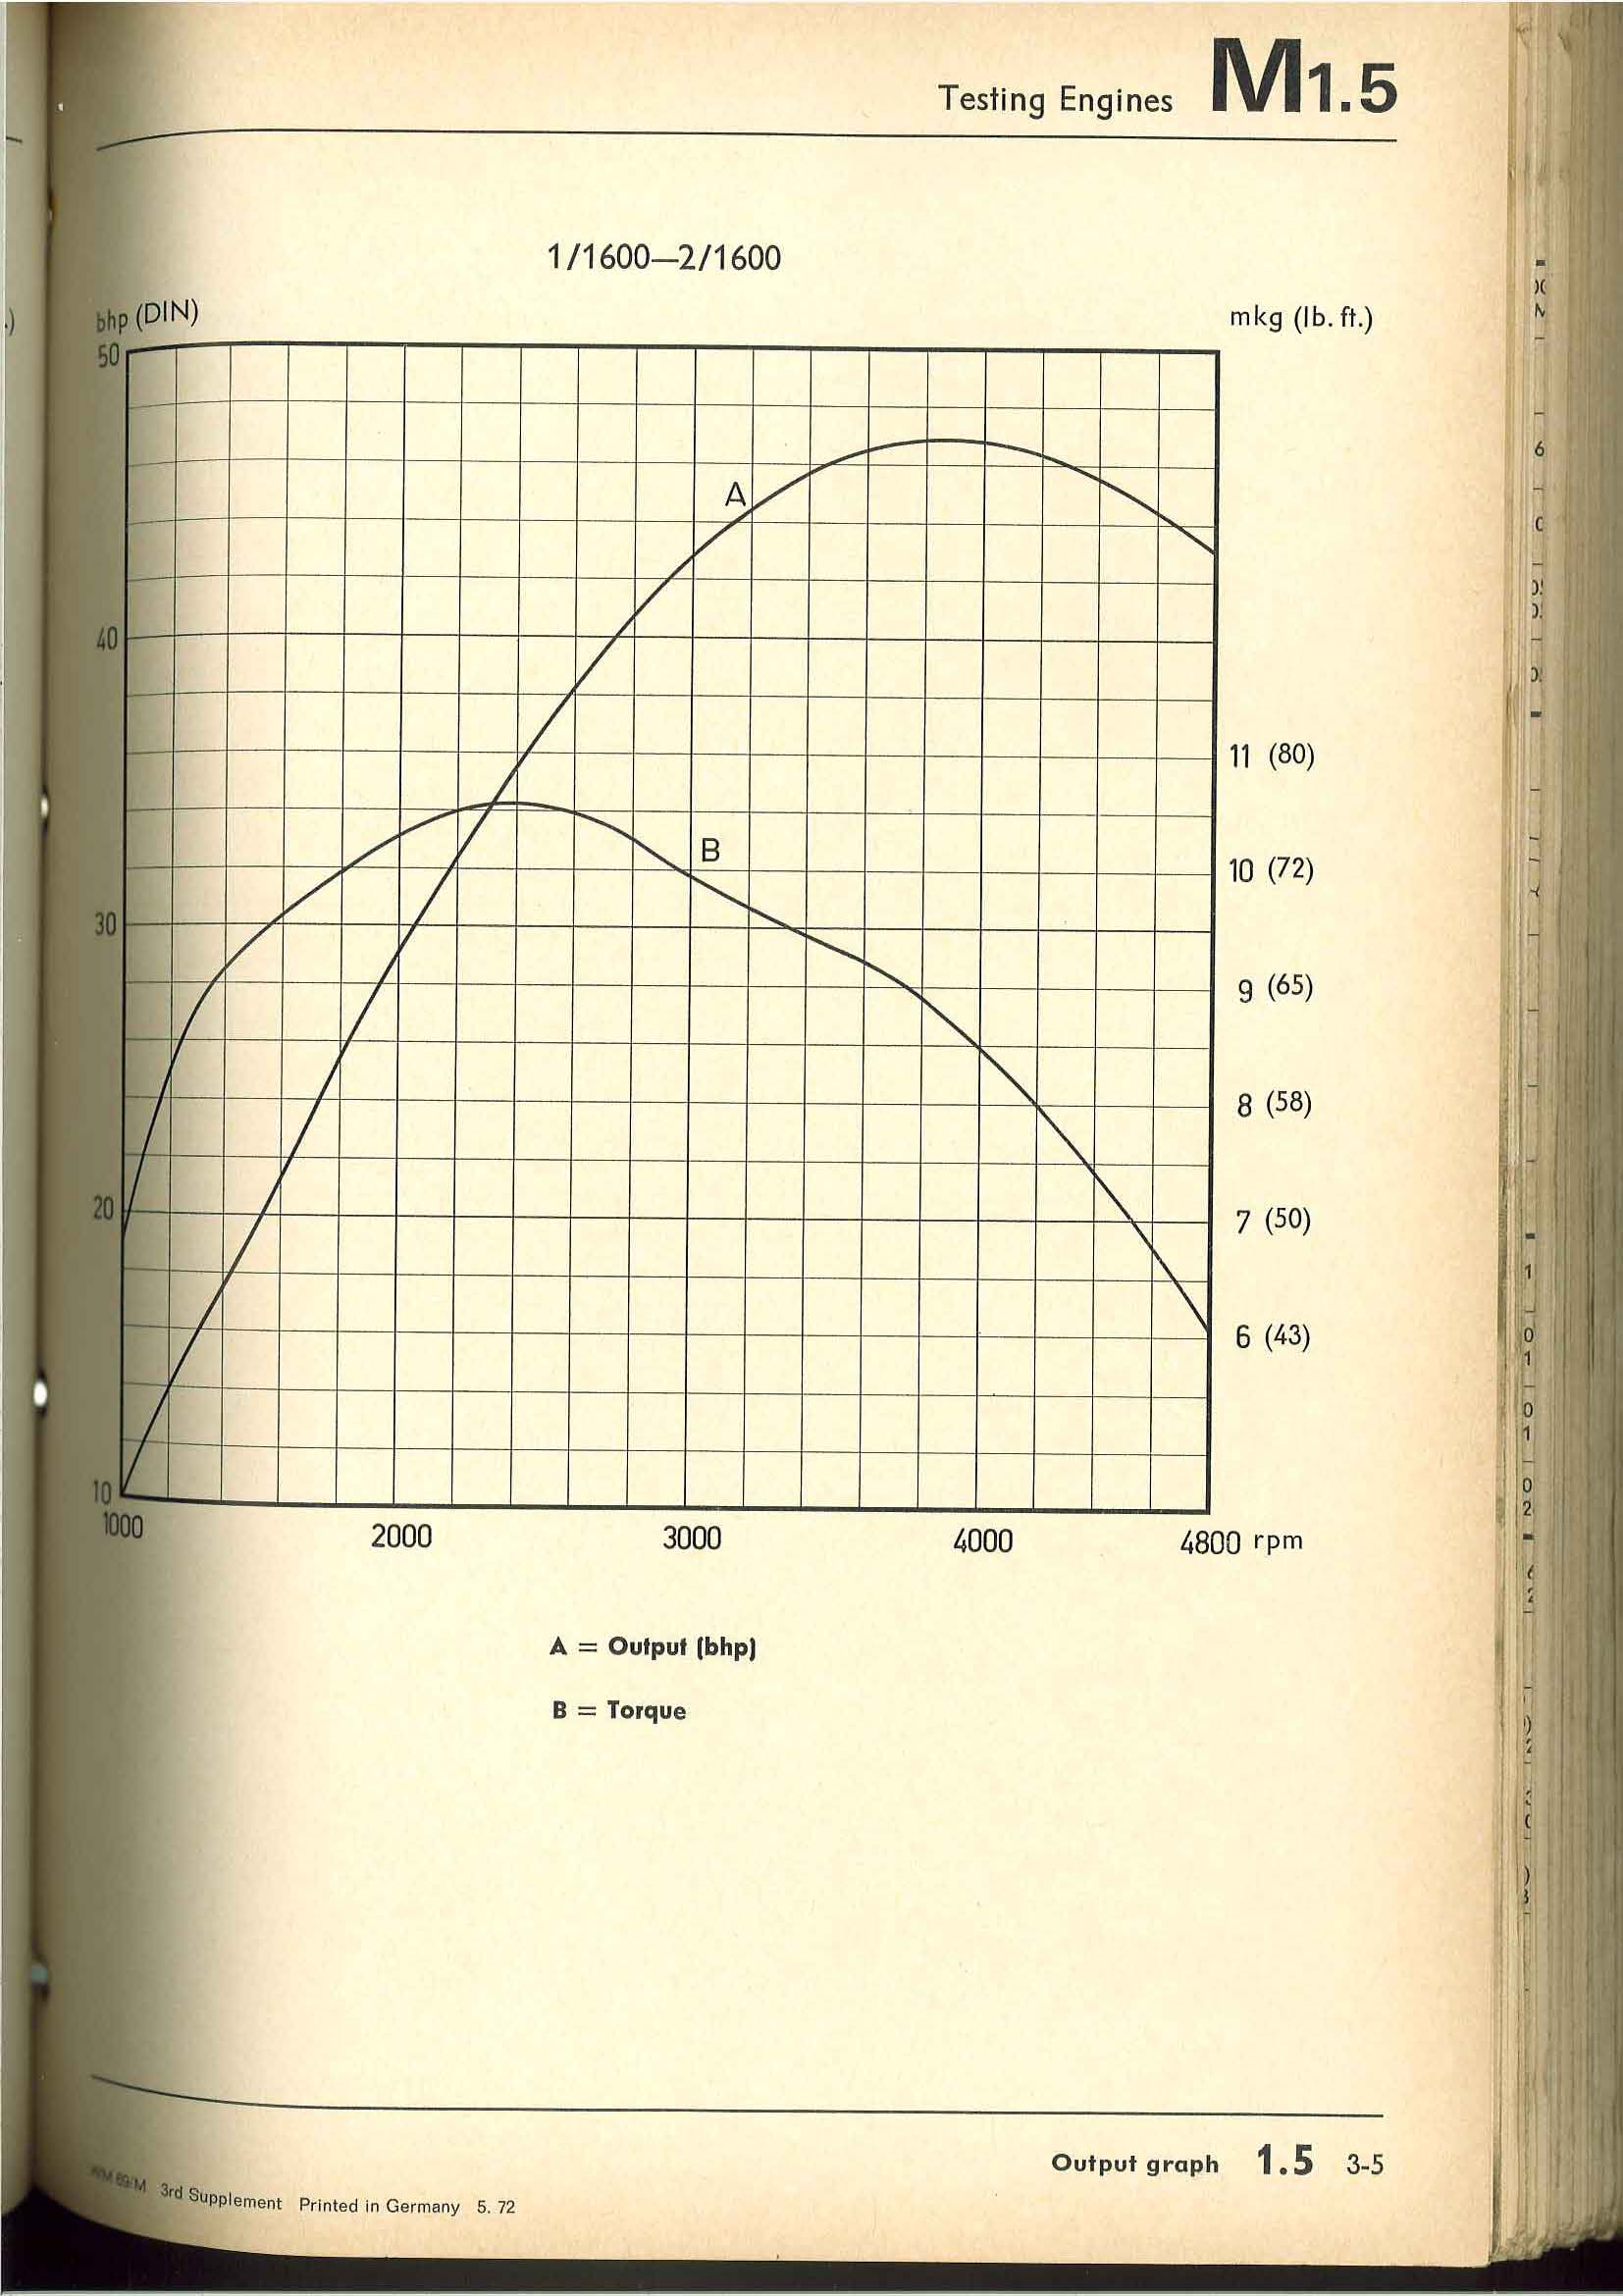 Testing Engines M1.5
1/1600—2/1600
bhp (DIN)
mkg (lb. ft.)
50
A
40
11 (80)
B
10 (72)
30
9 (65)
8 (58)
20
7 (50)
6 (43)
10
1000 2000 3000 4000 4800 rpm
A = Output (bhp)
B = Torque
Output graph 1.5 3-5
3rd Supplement Printed in Germany 5. 72